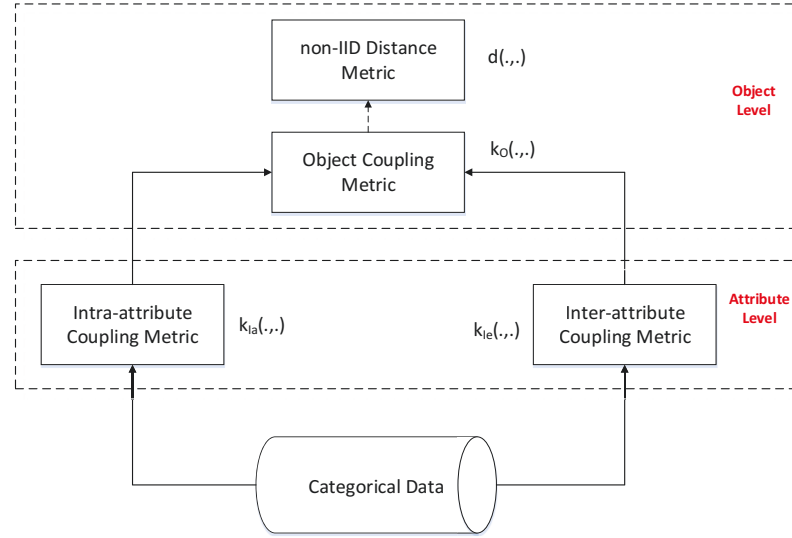 non-IID Distance
Metric
d(.,.)
Object
Level
Object Coupling
Metric
kO(.,.)
Intra-attribute
Coupling Metric
kIa(.,.)
kIe(.,.)
Inter-attribute
Coupling Metric
Attribute
Level
Categorical Data